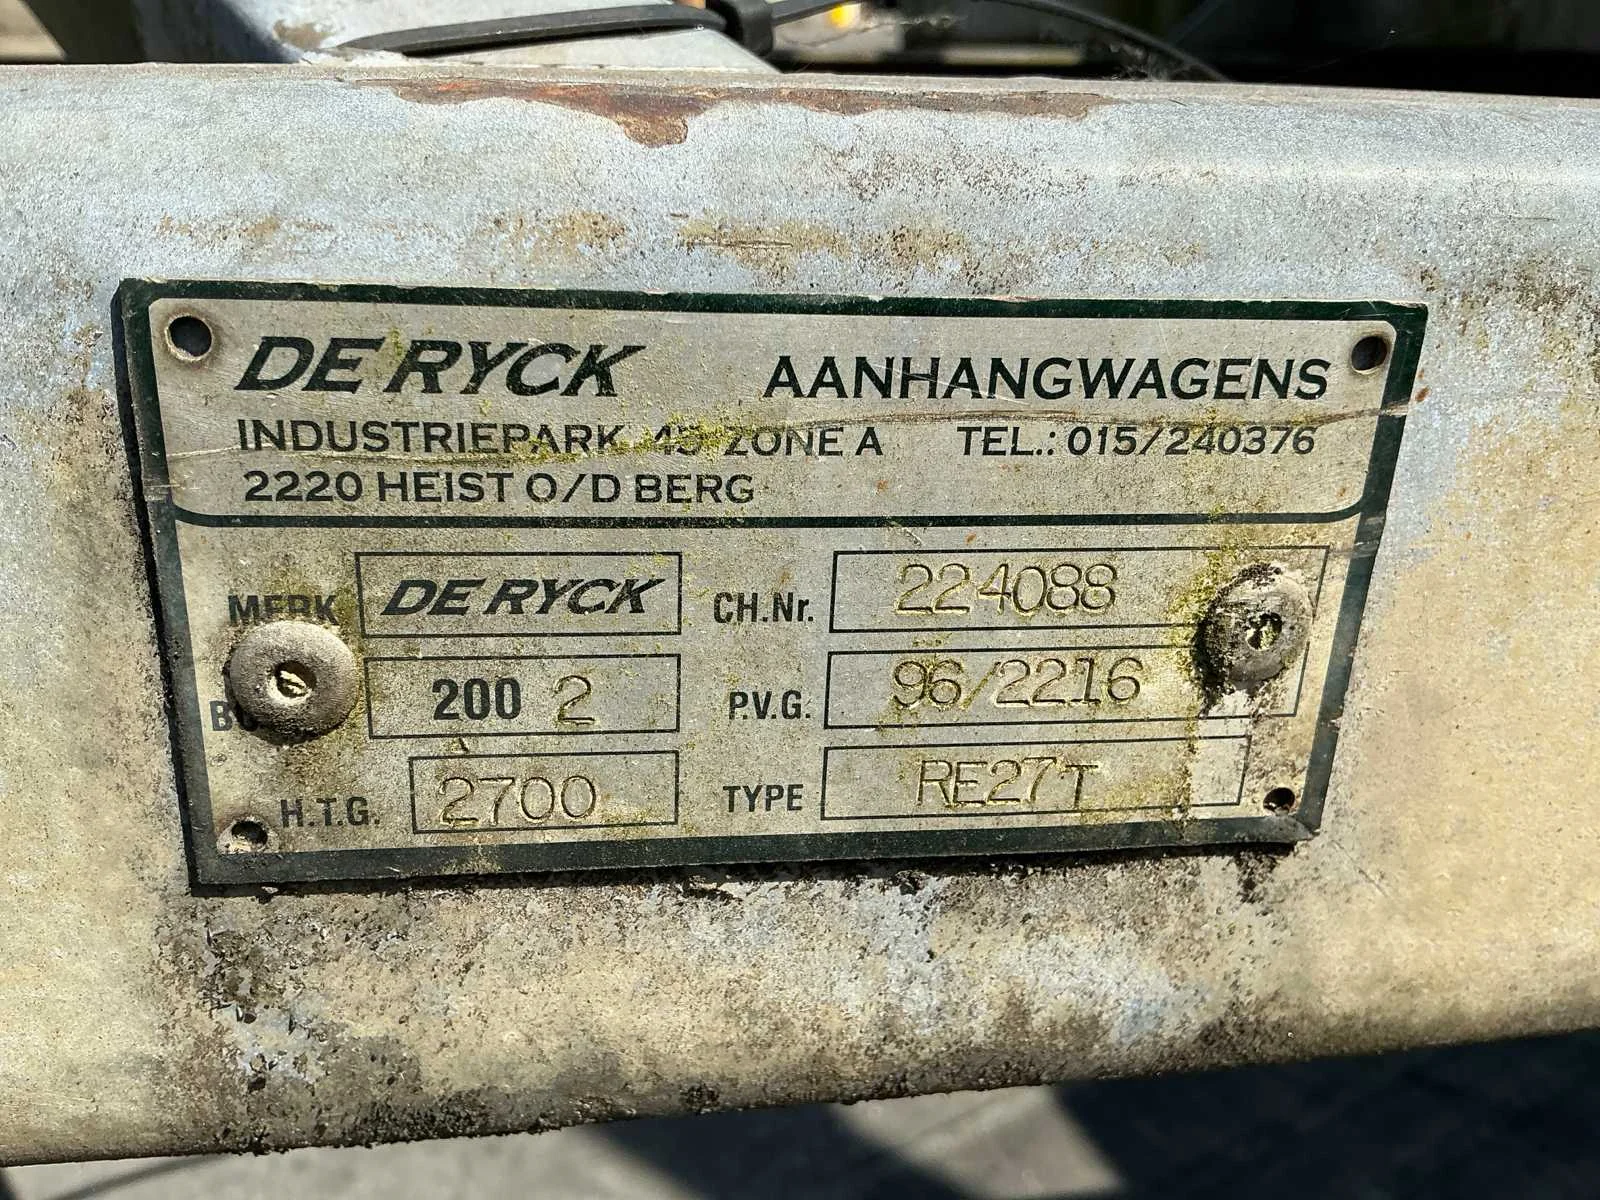 DE RYCK AANHANGWAGENS
INDUSTRIEPARK 45 ZONE A TEL.: 015/240376
2220 HEIST O/D BERG
MERK DE RYCK CH.Nr. 224088
200 2 P.V.G. 96/2216
H.T.G. 2700 TYPE RE27T